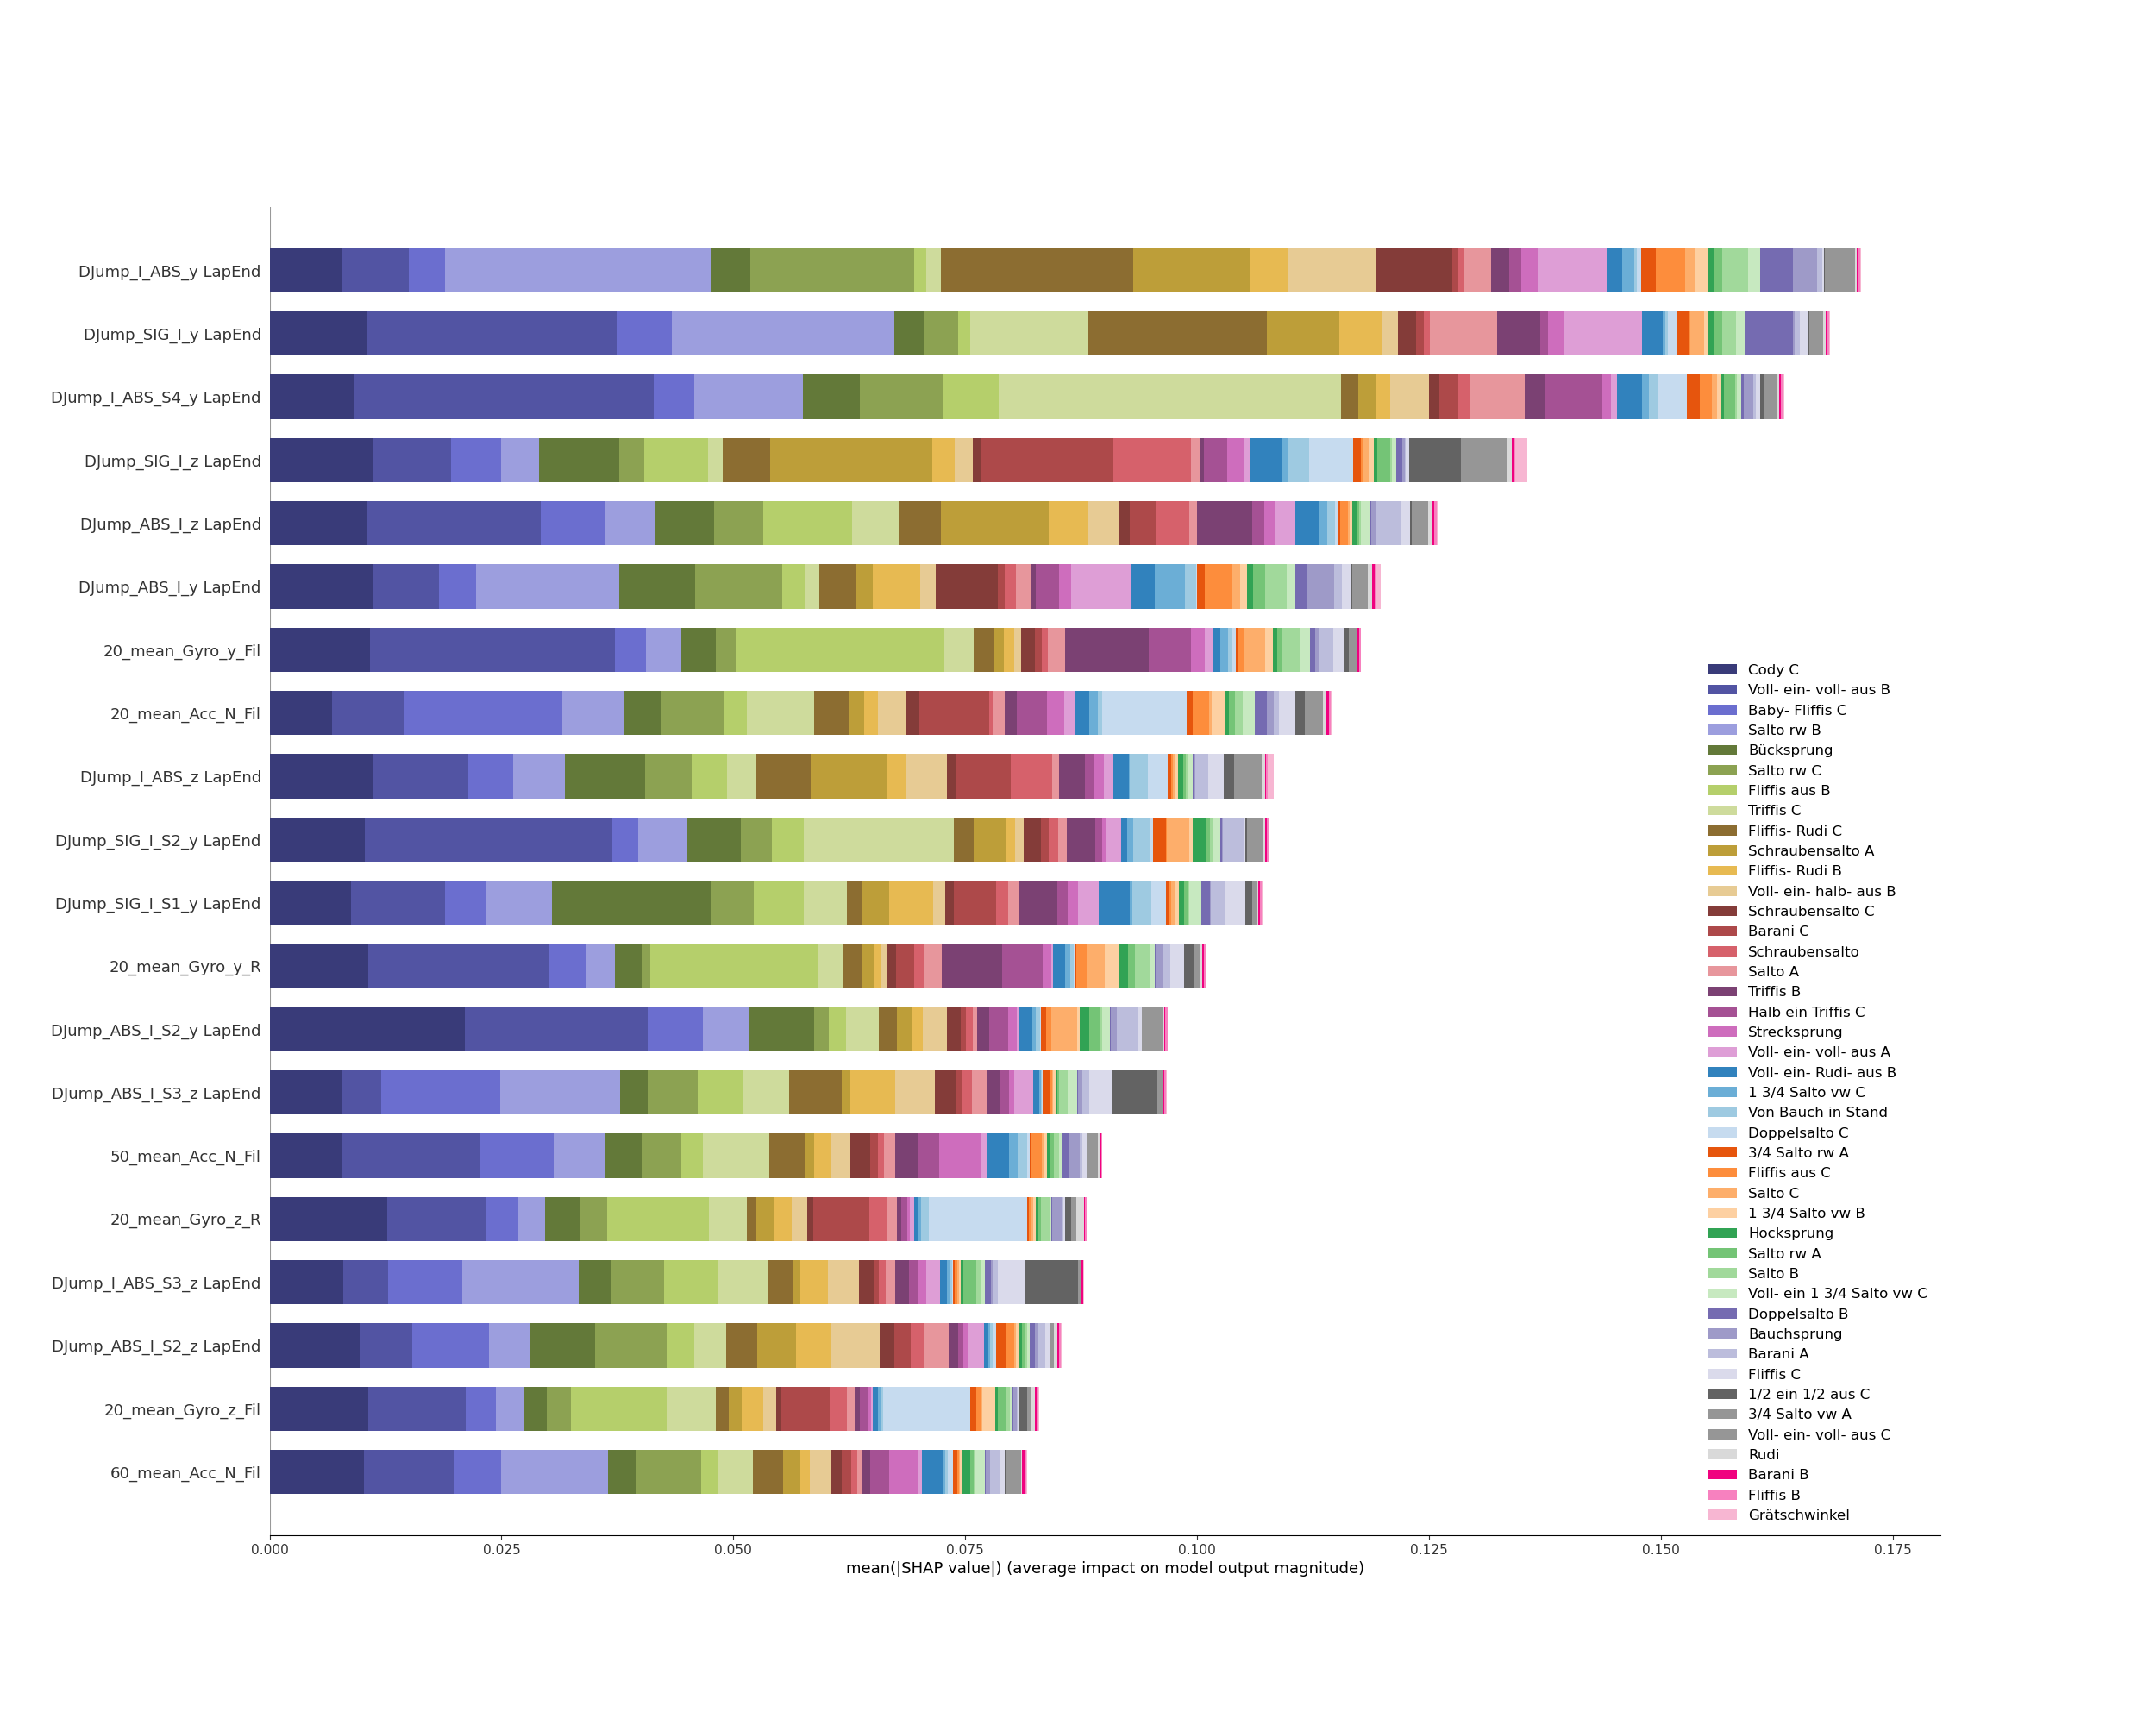 DJump_I_ABS_y LapEnd
DJump_SIG_I_y LapEnd
DJump_I_ABS_S4_y LapEnd
DJump_SIG_I_z LapEnd
DJump_ABS_I_z LapEnd
DJump_ABS_I_y LapEnd
20_mean_Gyro_y_Fil
20_mean_Acc_N_Fil
DJump_I_ABS_z LapEnd
DJump_SIG_I_S2_y LapEnd
DJump_SIG_I_S1_y LapEnd
20_mean_Gyro_y_R
DJump_ABS_I_S2_y LapEnd
DJump_ABS_I_S3_z LapEnd
50_mean_Acc_N_Fil
20_mean_Gyro_z_R
DJump_I_ABS_S3_z LapEnd
DJump_ABS_I_S2_z LapEnd
20_mean_Gyro_z_Fil
60_mean_Acc_N_Fil
Cody C
Voll- ein- voll- aus B
Baby- Fliffis C
Salto rw B
Bücksprung
Salto rw C
Fliffis aus B
Triffis C
Fliffis- Rudi C
Schraubensalto A
Fliffis- Rudi B
Voll- ein- halb- aus B
Schraubensalto C
Barani C
Schraubensalto
Salto A
Triffis B
Halb ein Triffis C
Strecksprung
Voll- ein- voll- aus A
Voll- ein- Rudi- aus B
1 3/4 Salto vw C
Von Bauch in Stand
Doppelsalto C
3/4 Salto rw A
Fliffis aus C
Salto C
1 3/4 Salto vw B
Hocksprung
Salto rw A
Salto B
Voll- ein 1 3/4 Salto vw C
Doppelsalto B
Bauchsprung
Barani A
Fliffis C
1/2 ein 1/2 aus C
3/4 Salto vw A
Voll- ein- voll- aus C
Rudi
Barani B
Fliffis B
Grätschwinkel
0.000 0.025 0.050 0.075 0.100 0.125 0.150 0.175
mean(|SHAP value|) (average impact on model output magnitude)